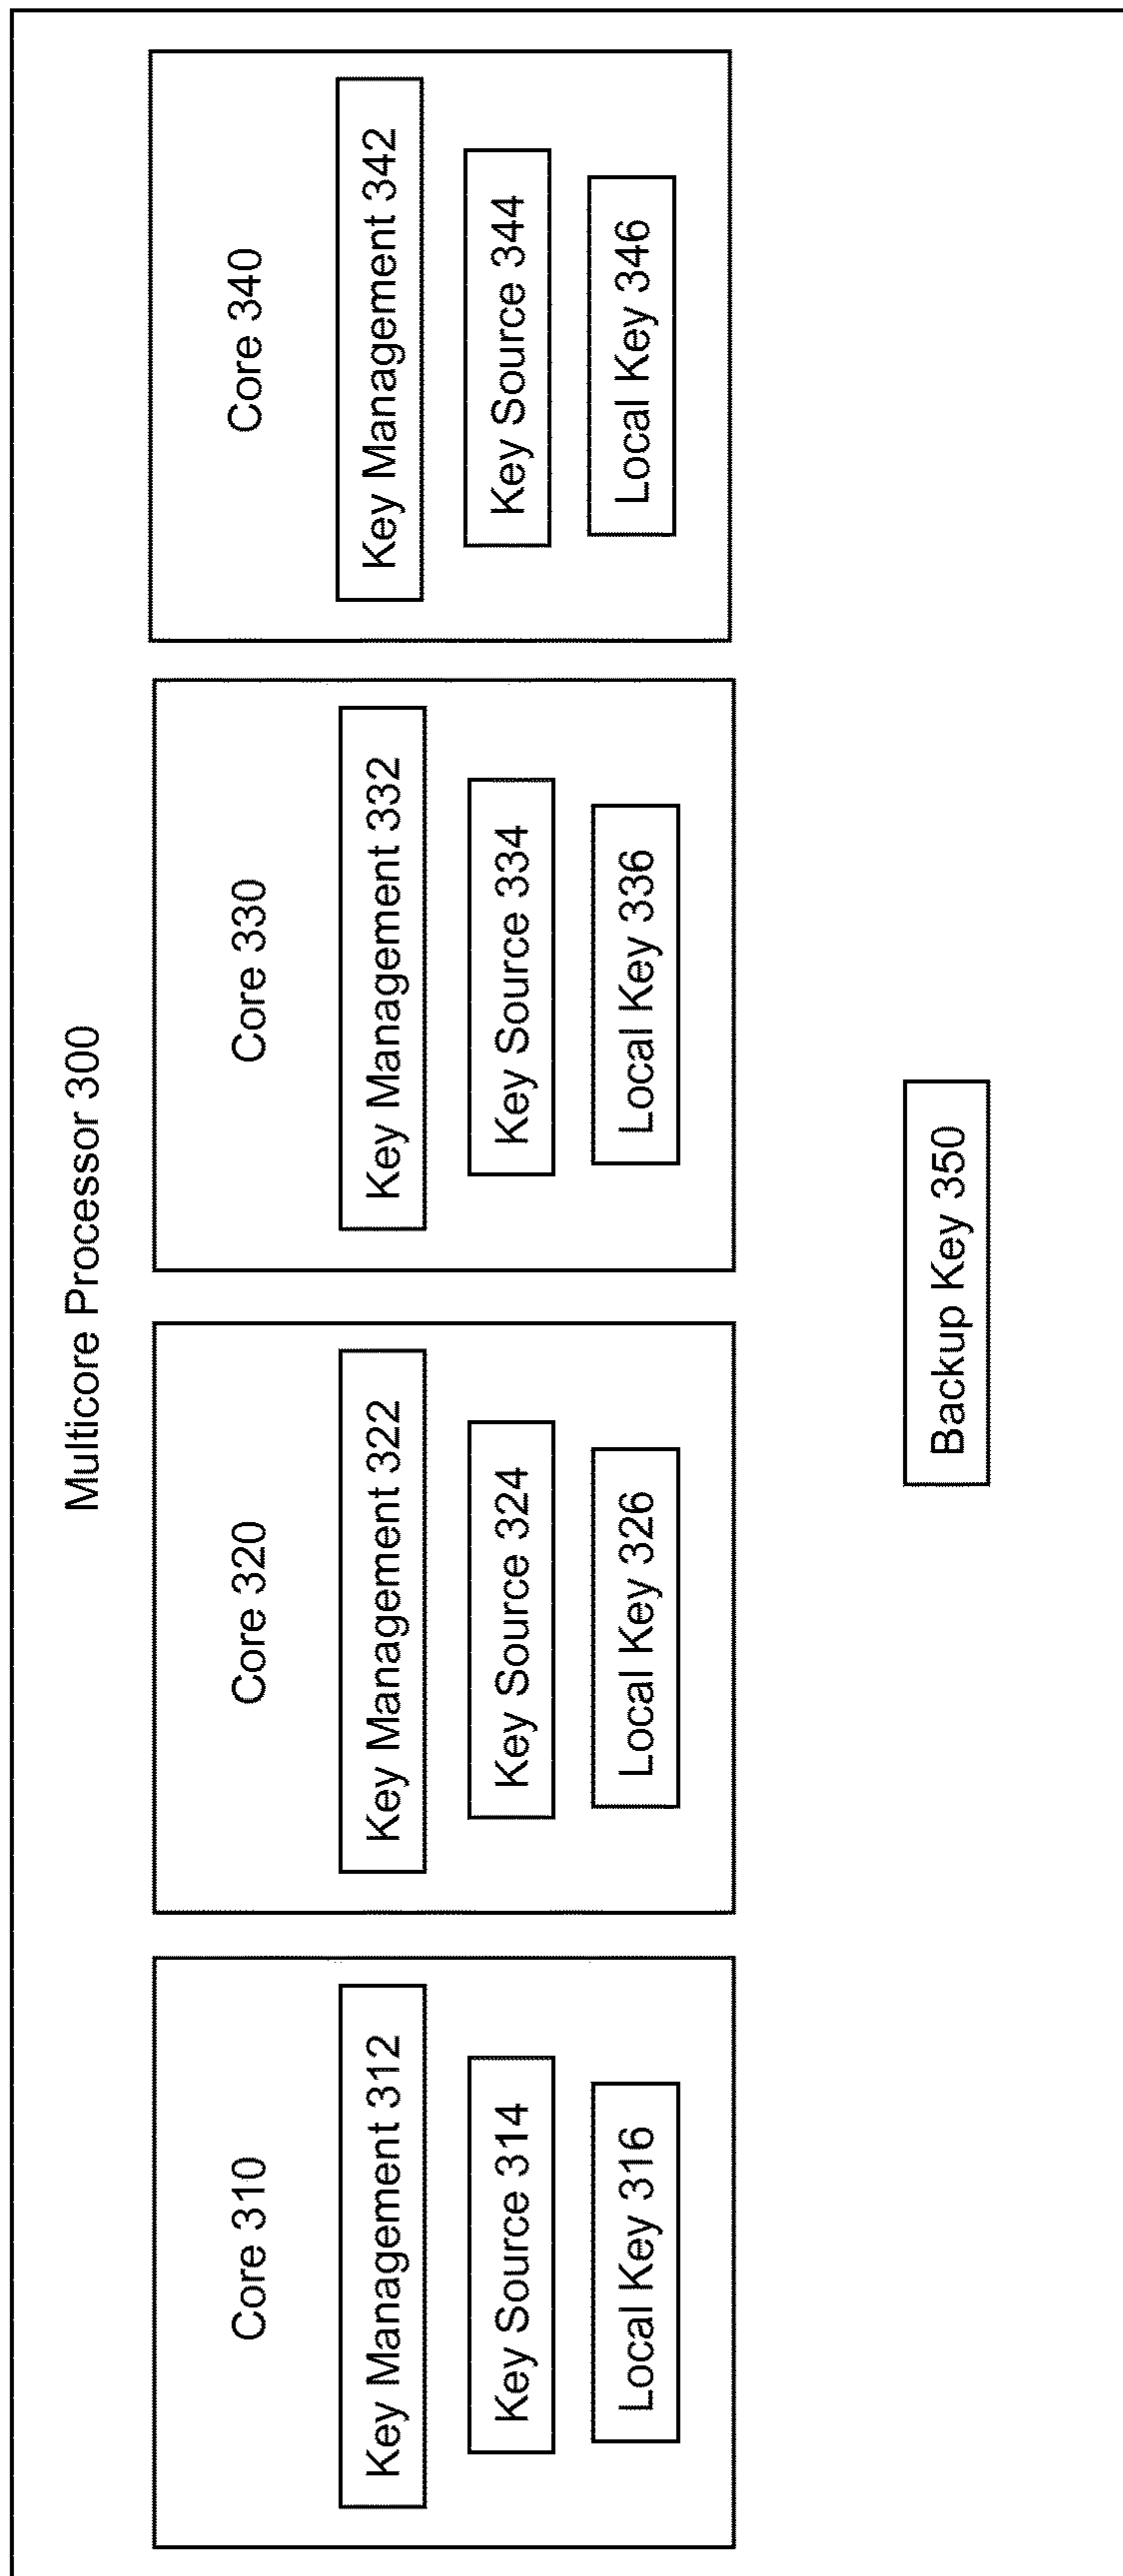 Multicore Processor 300
Core 310
Key Management 312
Key Source 314
Local Key 316
Core 320
Key Management 322
Key Source 324
Local Key 326
Core 330
Key Management 332
Key Source 334
Local Key 336
Core 340
Key Management 342
Key Source 344
Local Key 346
Backup Key 350